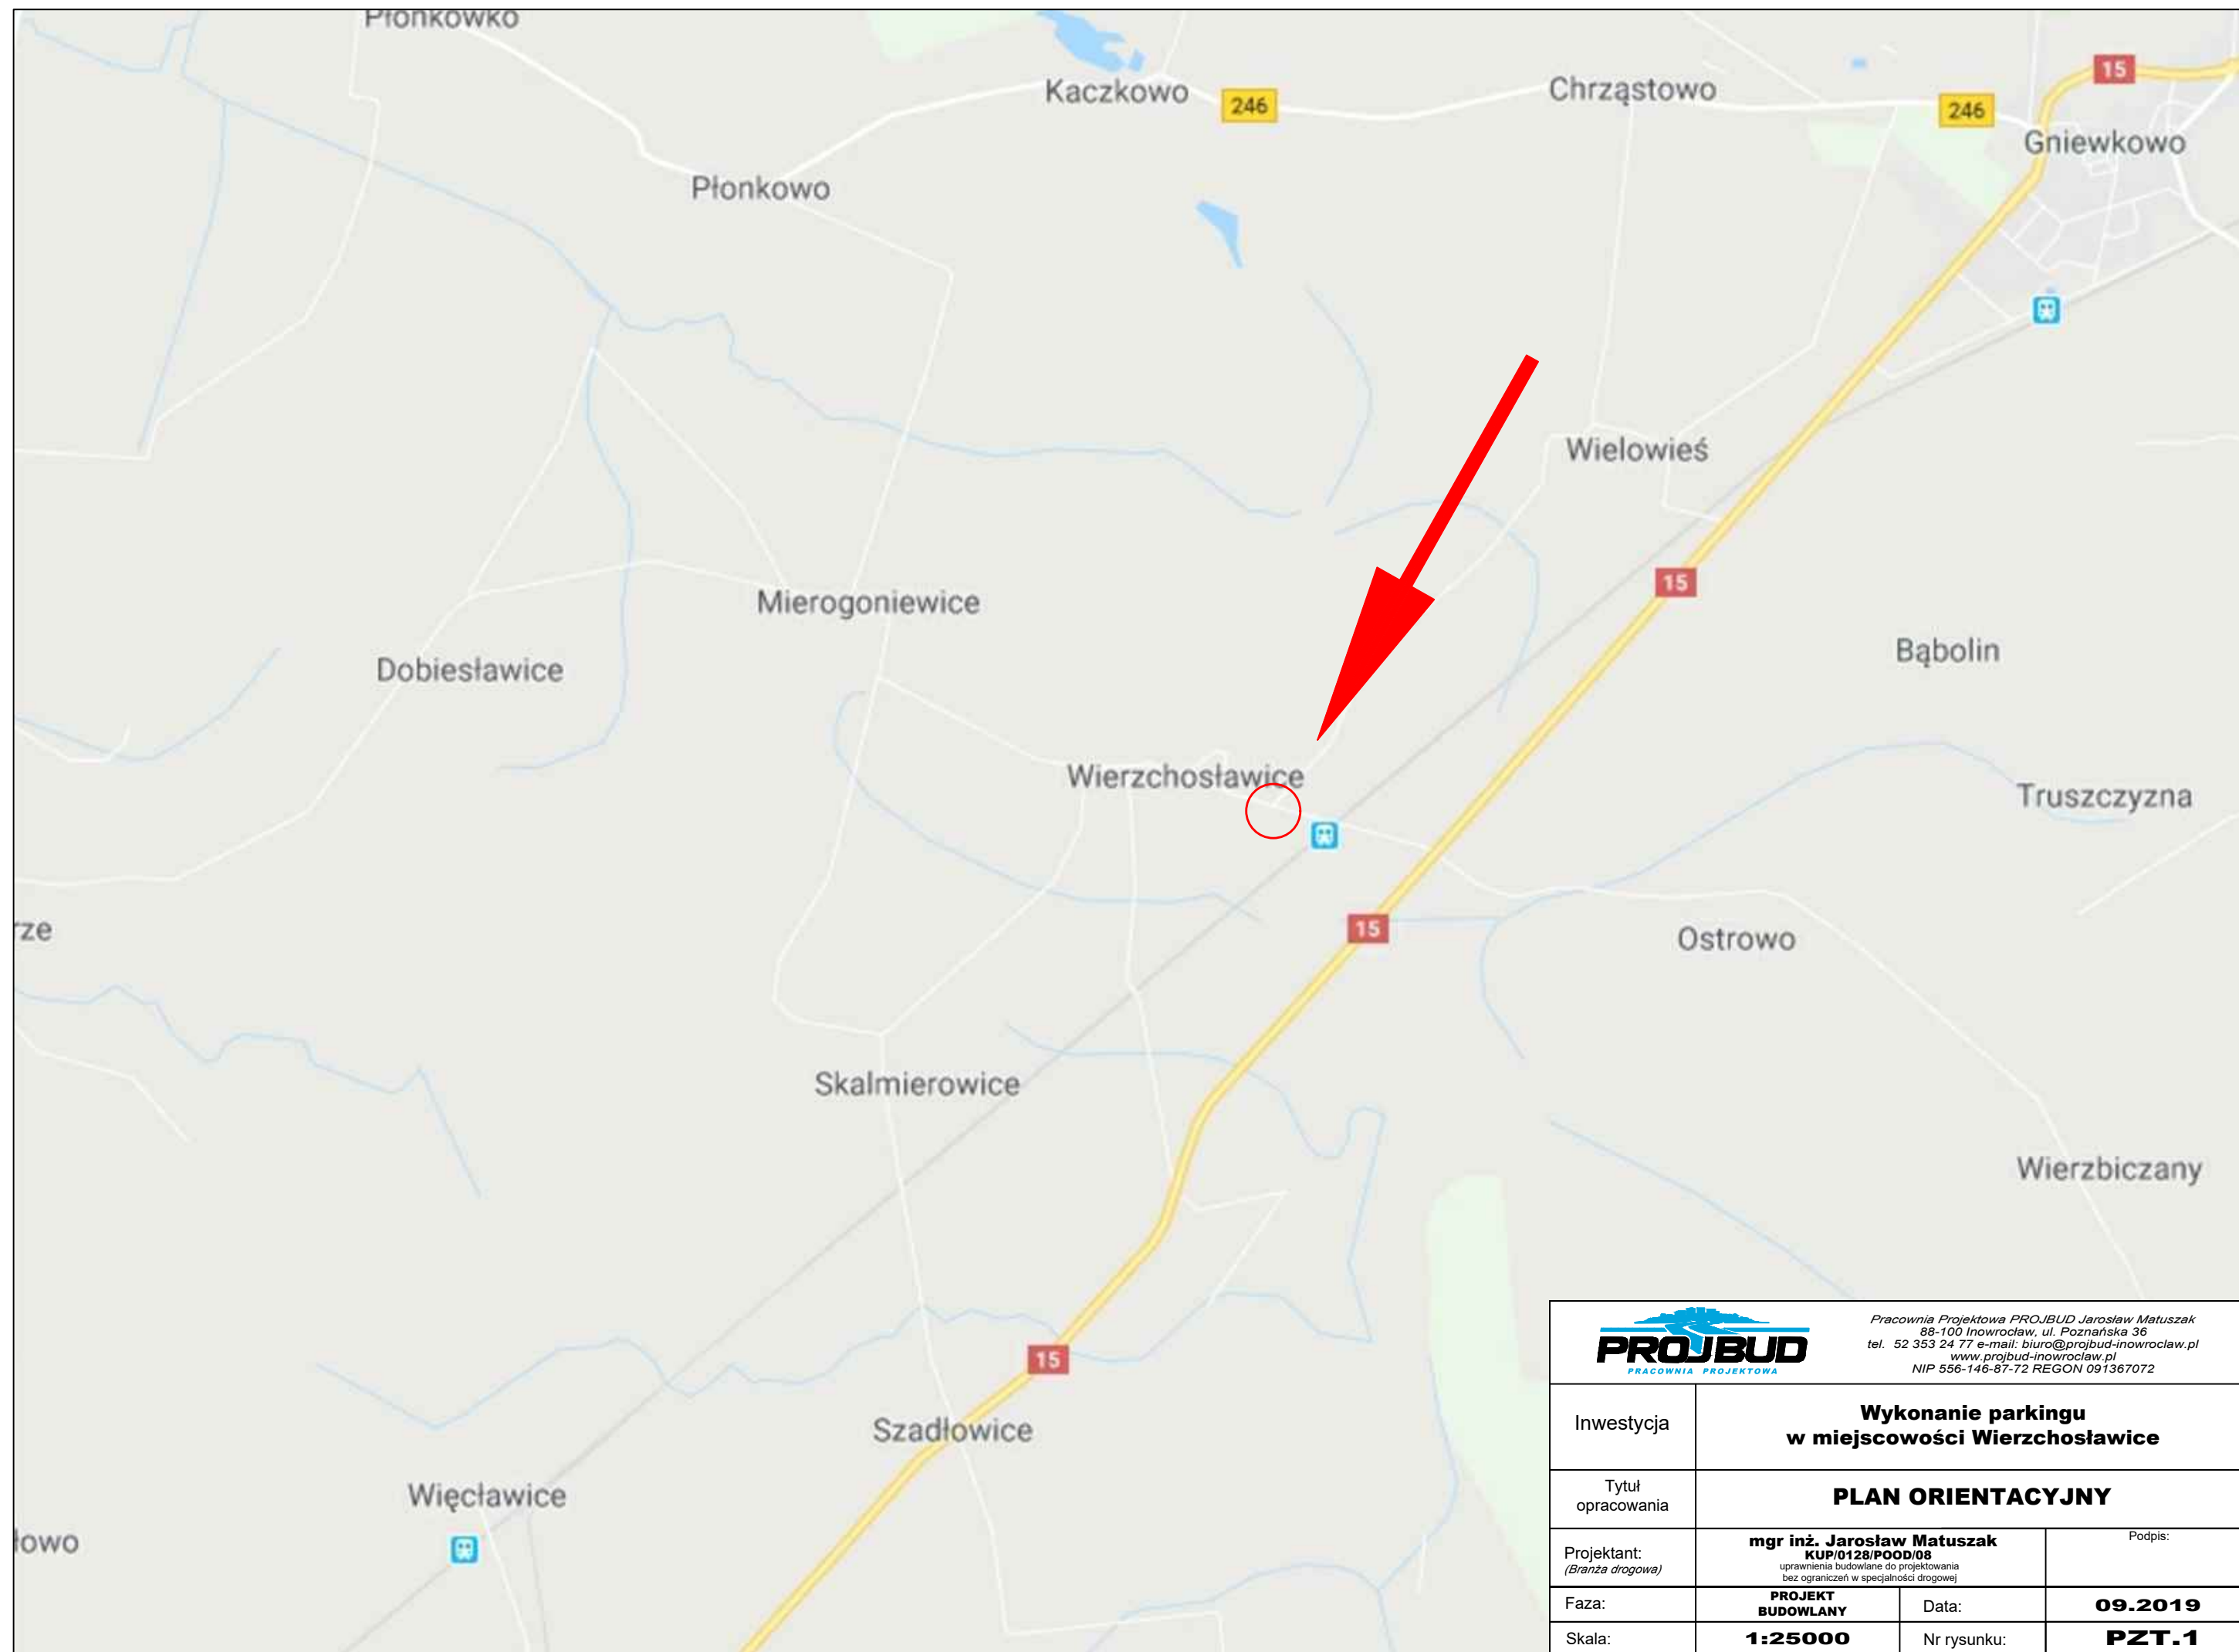 Płonkówko
Kaczkowo
246
Chrząstowo
15
246
Gniewkowo
Płonkowo
Wielowieś
15
Mierogoniewice
Bąbolin
Dobiesławice
Wierzchosławice
Truszczyzna
rze
15
Ostrowo
Skalmierowice
Wierzbiczany
15
Szadłowice
Więcławice
łowo
PROJBUD
PRACOWNIA PROJEKTOWA
Pracownia Projektowa PROJBUD Jarosław Matuszak
88-100 Inowrocław, ul. Poznańska 36
tel. 52 353 24 77 e-mail: biuro@projbud-inowroclaw.pl
www.projbud-inowroclaw.pl
NIP 556-146-87-72 REGON 091367072
Inwestycja
Wykonanie parkingu
w miejscowości Wierzchosławice
Tytuł
opracowania
PLAN ORIENTACYJNY
Projektant:
(Branża drogowa)
mgr inż. Jarosław Matuszak
KUP/0128/POOD/08
uprawnienia budowlane do projektowania
bez ograniczeń w specjalności drogowej
Podpis:
Faza:
PROJEKT
BUDOWLANY
Data:
09.2019
Skala:
1:25000
Nr rysunku:
PZT.1